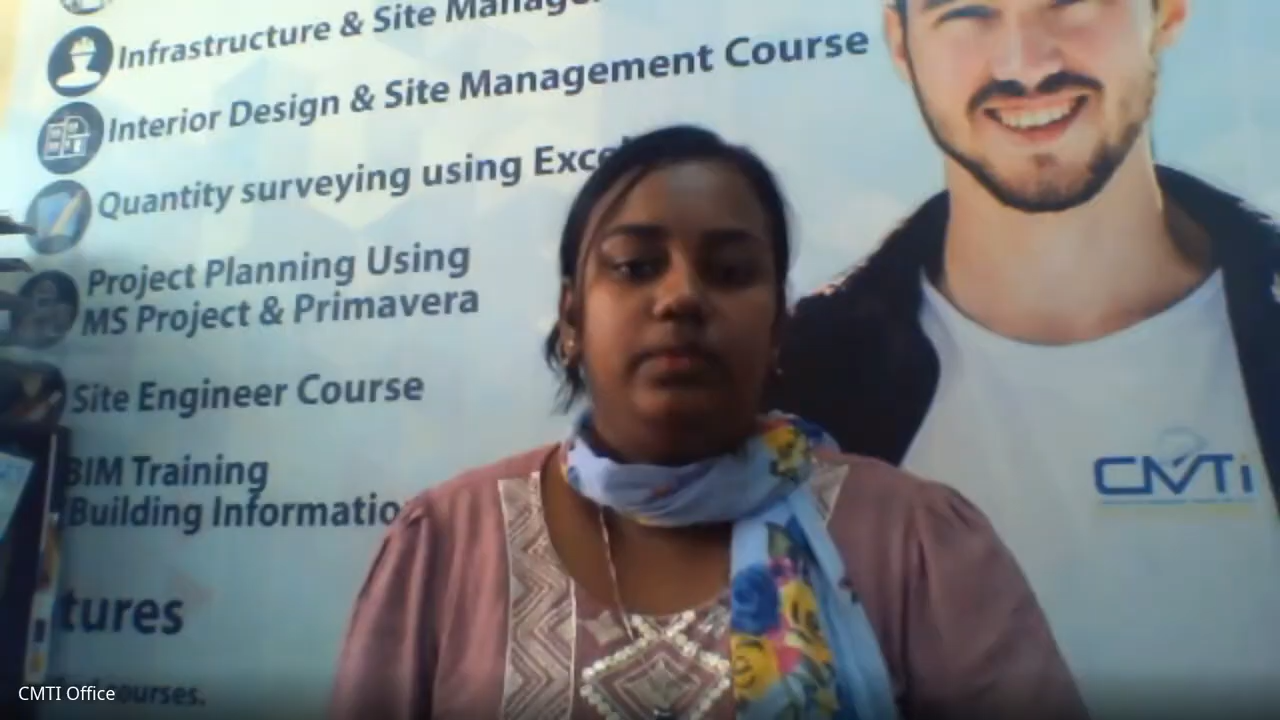 Infrastructure & Site
Interior Design & Site Management Course
Quantity surveying using
Project Planning Using
MS Project & Primavera
Site Engineer Course
BIM Training
Building
tures
courses.
CMTi
CMTI Office